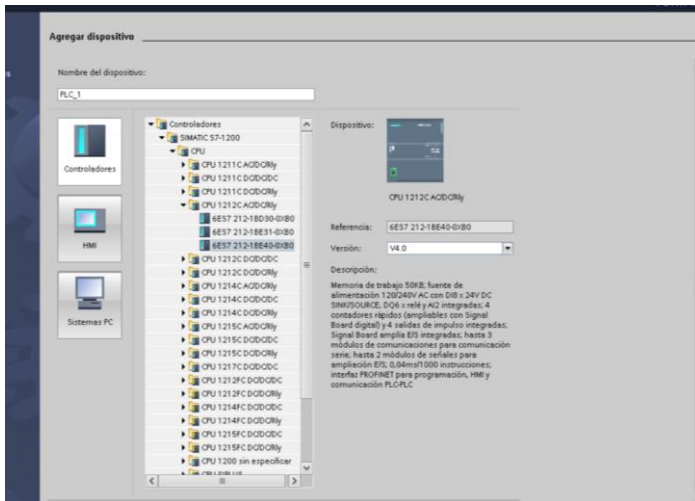 Agregar dispositivo
Nombre del dispositivo:
PLC_1
Controladores
HMI
Sistemas PC
Controladores
SIMATIC S7-1200
CPU
CPU 1211C AC/DC/Rly
CPU 1211C DC/DC/DC
CPU 1211C DC/DC/Rly
CPU 1212C AC/DC/Rly
6ES7 212-1BD30-0XB0
6ES7 212-1BE31-0XB0
6ES7 212-1BE40-0XB0
CPU 1212C DC/DC/DC
CPU 1212C DC/DC/Rly
CPU 1214C AC/DC/Rly
CPU 1214C DC/DC/DC
CPU 1214C DC/DC/Rly
CPU 1215C AC/DC/Rly
CPU 1215C DC/DC/DC
CPU 1215C DC/DC/Rly
CPU 1217C DC/DC/DC
CPU 1212FC DC/DC/DC
CPU 1212FC DC/DC/Rly
CPU 1214FC DC/DC/DC
CPU 1214FC DC/DC/Rly
CPU 1215FC DC/DC/DC
CPU 1215FC DC/DC/Rly
CPU 1200 sin especificar
CPU SIPLUS
Dispositivo:
CPU 1212C AC/DC/Rly
Referencia:
6ES7 212-1BE40-0XB0
Versión:
V4.0
Descripción:
Memoria de trabajo 50KB; fuente de
alimentación 120/240V AC con DI8 x 24V DC
SINK/SOURCE, DQ6 x relé y AI2 integradas; 4
contadores rápidos (ampliables con Signal
Board digital) y 4 salidas de impulso integradas;
Signal Board amplía E/S integradas; hasta 3
módulos de comunicaciones para comunicación
serie; hasta 2 módulos de señales para
ampliación E/S; 0,04ms/1000 instrucciones;
interfaz PROFINET para programación, HMI y
comunicación PLC-PLC